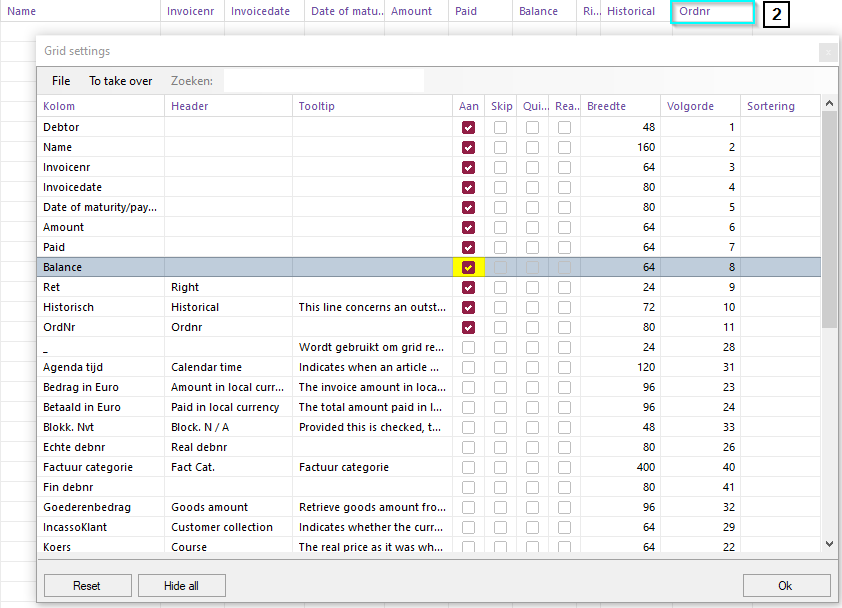 Name Invoicenr Invoicedate Date of matu... Amount Paid Balance Ri... Historical Ordnr 2
Grid settings
File To take over Zoeken:
Kolom Header Tooltip Aan Skip Qui... Rea... Breedte Volgorde Sortering
Debtor 48 1
Name 160 2
Invoicenr 64 3
Invoicedate 80 4
Date of maturity/pay... 80 5
Amount 64 6
Paid 64 7
Balance 64 8
Ret Right 24 9
Historisch Historical This line concerns an outst... 72 10
OrdNr Ordnr 80 11
_ Wordt gebruikt om grid re... 24 28
Agenda tijd Calendar time Indicates when an article ... 120 31
Bedrag in Euro Amount in local curr... The invoice amount in loca... 96 23
Betaald in Euro Paid in local currency The total amount paid in l... 96 24
Blokk. Nvt Block. N / A Provided this is checked, t... 48 33
Echte debnr Real debnr 80 26
Factuur categorie Fact Cat. Factuur categorie 400 40
Fin debnr 80 41
Goederenbedrag Goods amount Retrieve goods amount fro... 96 32
IncassoKlant Customer collection Indicates whether the curr... 64 29
Koers Course The real price as it was wh... 64 22
Reset Hide all Ok